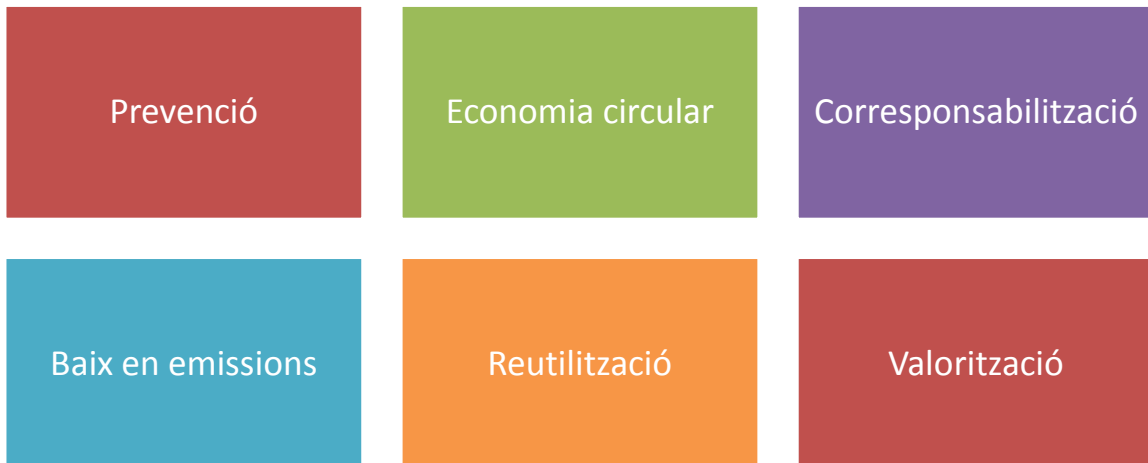 Prevenció
Economia circular
Corresponsabilització
Baix en emissions
Reutilització
Valorització